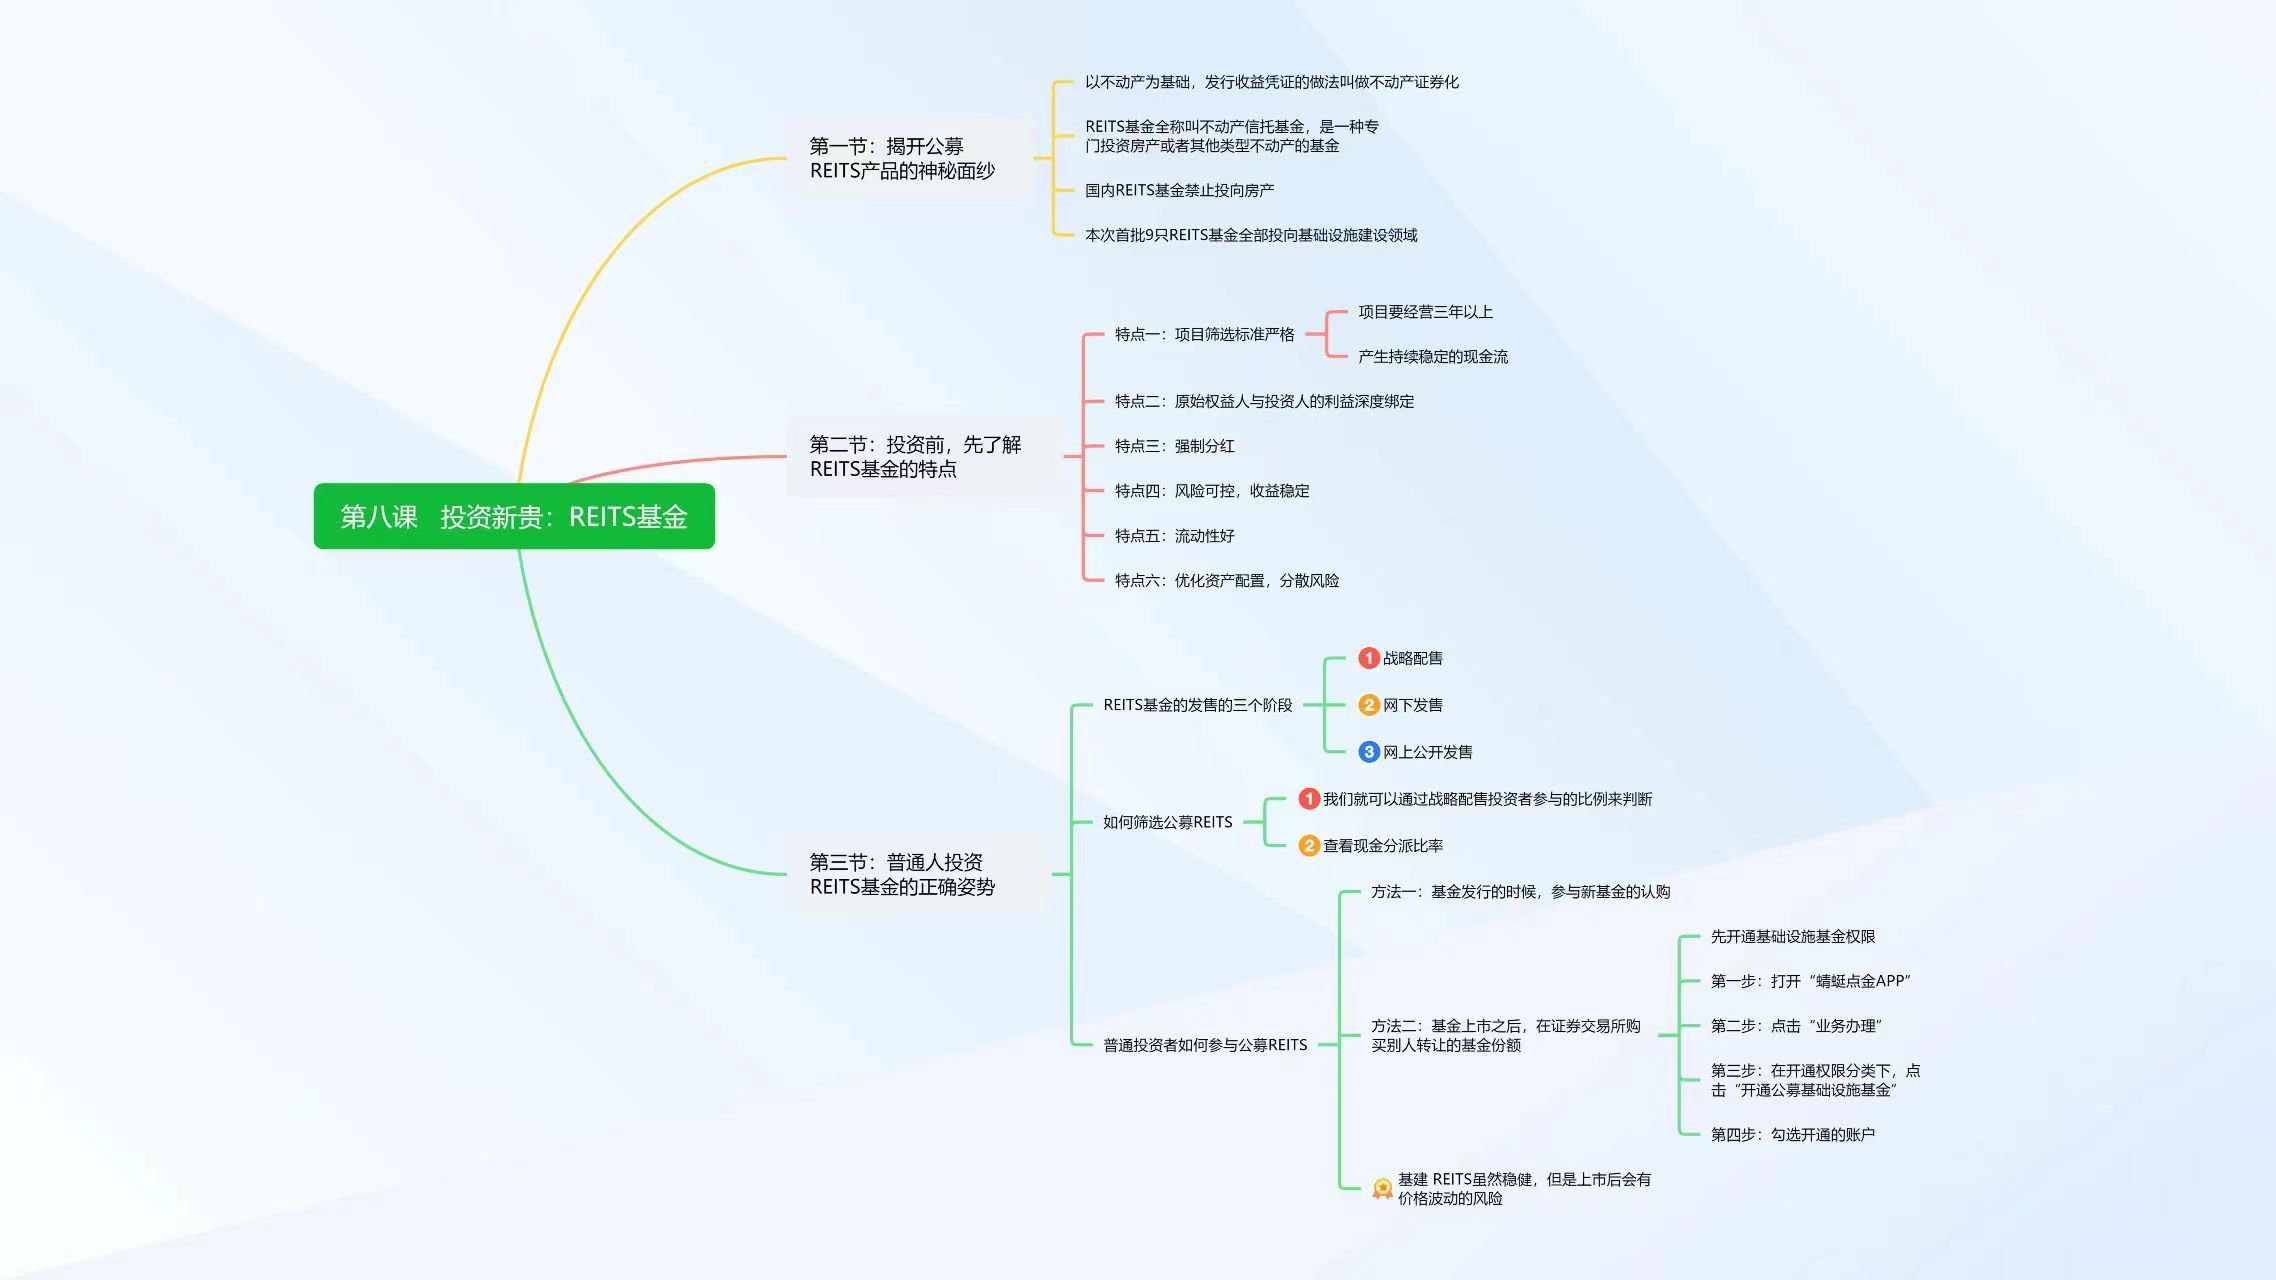 第八课 投资新贵：REITS基金
第一节：揭开公募
REITS产品的神秘面纱
以不动产为基础，发行收益凭证的做法叫做不动产证券化
REITS基金全称叫不动产信托基金，是一种专
门投资房产或者其他类型不动产的基金
国内REITS基金禁止投向房产
本次首批9只REITS基金全部投向基础设施建设领域
第二节：投资前，先了解
REITS基金的特点
特点一：项目筛选标准严格
项目要经营三年以上
产生持续稳定的现金流
特点二：原始权益人与投资人的利益深度绑定
特点三：强制分红
特点四：风险可控，收益稳定
特点五：流动性好
特点六：优化资产配置，分散风险
第三节：普通人投资
REITS基金的正确姿势
REITS基金的发售的三个阶段
1 战略配售
2 网下发售
3 网上公开发售
如何筛选公募REITS
1 我们就可以通过战略配售投资者参与的比例来判断
2 查看现金分派比率
普通投资者如何参与公募REITS
方法一：基金发行的时候，参与新基金的认购
方法二：基金上市之后，在证券交易所购
买别人转让的基金份额
先开通基础设施基金权限
第一步：打开“蜻蜓点金APP”
第二步：点击“业务办理”
第三步：在开通权限分类下，点
击“开通公募基础设施基金”
第四步：勾选开通的账户
基建 REITS虽然稳健，但是上市后会有
价格波动的风险